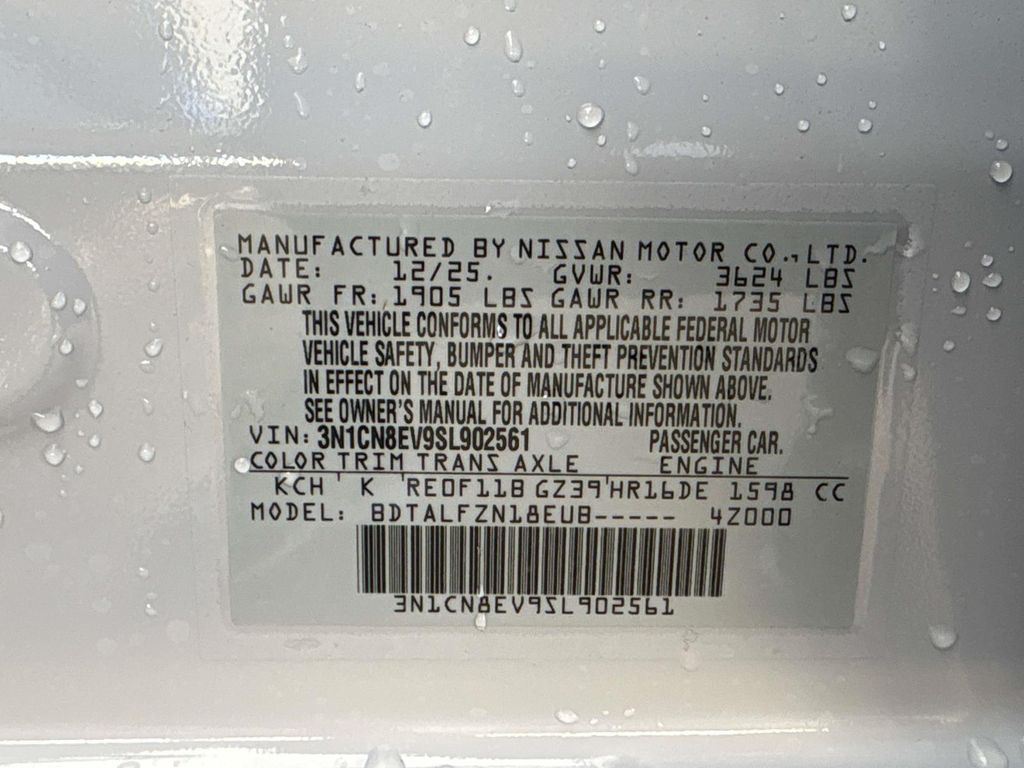 MANUFACTURED BY NISSAN MOTOR CO., LTD.
DATE: 12/25. GVWR: 3624 LBS
GAWR FR: 1905 LBS GAWR RR: 1735 LBS
THIS VEHICLE CONFORMS TO ALL APPLICABLE FEDERAL MOTOR
VEHICLE SAFETY, BUMPER AND THEFT PREVENTION STANDARDS
IN EFFECT ON THE DATE OF MANUFACTURE SHOWN ABOVE.
SEE OWNER'S MANUAL FOR ADDITIONAL INFORMATION.
VIN: 3N1CN8EV9SL902561 PASSENGER CAR.
COLOR TRIM TRANS AXLE ENGINE
KCH ' K 'RE0F11B GZ39'HR16DE 1598 CC
MODEL: BDTALFZN18EUB----- 4Z000
3N1CN8EV9SL902561